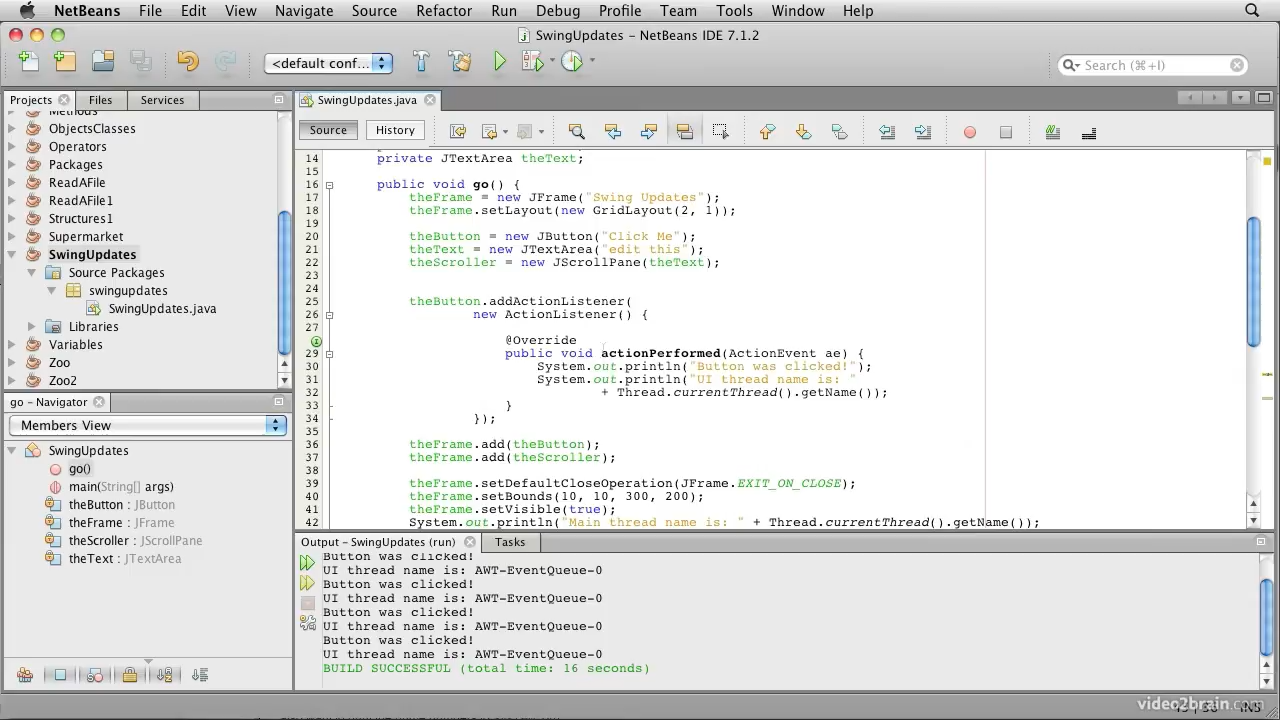 NetBeans File Edit View Navigate Source Refactor Run Debug Profile Team Tools Window Help
SwingUpdates – NetBeans IDE 7.1.2
<default conf...
Search (⌘+I)
Projects Files Services
Methods
ObjectsClasses
Operators
Packages
ReadAFile
ReadAFile1
Structures1
Supermarket
SwingUpdates
Source Packages
swingupdates
SwingUpdates.java
Libraries
Variables
Zoo
Zoo2
go – Navigator
Members View
SwingUpdates
go()
main(String[] args)
theButton : JButton
theFrame : JFrame
theScroller : JScrollPane
theText : JTextArea
SwingUpdates.java
Source History
14 private JTextArea theText;
15
16 public void go() {
17 theFrame = new JFrame("Swing Updates");
18 theFrame.setLayout(new GridLayout(2, 1));
19
20 theButton = new JButton("Click Me");
21 theText = new JTextArea("edit this");
22 theScroller = new JScrollPane(theText);
23
24
25 theButton.addActionListener(
26 new ActionListener() {
27
@Override
29 public void actionPerformed(ActionEvent ae) {
30 System.out.println("Button was clicked!");
31 System.out.println("UI thread name is: "
32 + Thread.currentThread().getName());
33 }
34 });
35
36 theFrame.add(theButton);
37 theFrame.add(theScroller);
38
39 theFrame.setDefaultCloseOperation(JFrame.EXIT_ON_CLOSE);
40 theFrame.setBounds(10, 10, 300, 200);
41 theFrame.setVisible(true);
42 System.out.println("Main thread name is: " + Thread.currentThread().getName());
Output – SwingUpdates (run) Tasks
Button was clicked!
UI thread name is: AWT-EventQueue-0
Button was clicked!
UI thread name is: AWT-EventQueue-0
Button was clicked!
UI thread name is: AWT-EventQueue-0
Button was clicked!
UI thread name is: AWT-EventQueue-0
BUILD SUCCESSFUL (total time: 16 seconds)
video2brain.com
INS